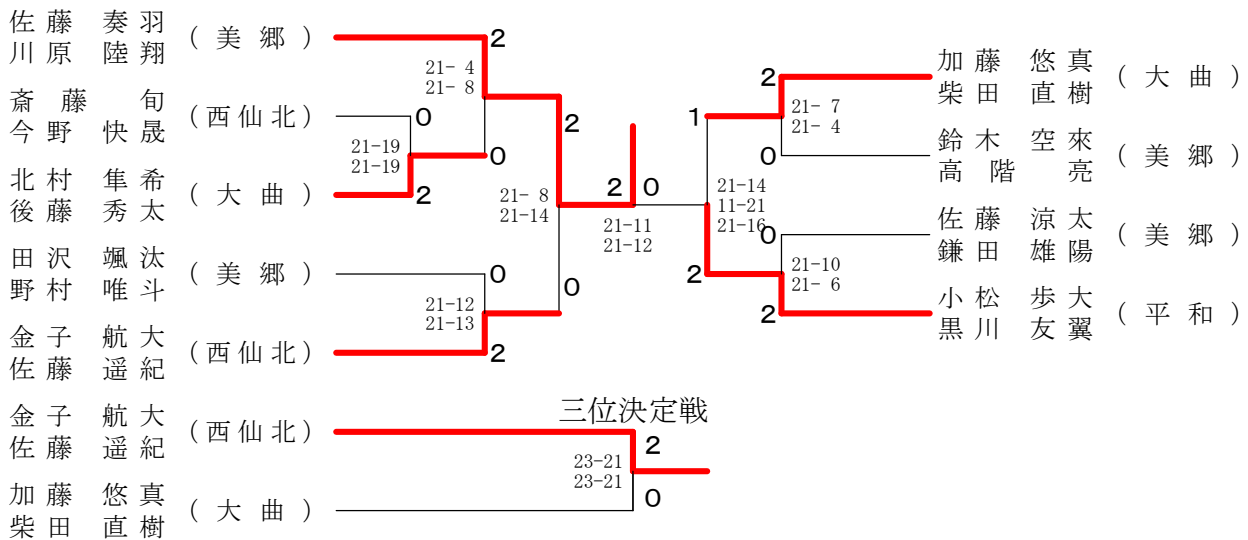 佐藤 奏羽
川原 陸翔
(美郷)
2
21- 4
21- 8
斎藤 旬
今野 快晟
(西仙北)
0
21-19
21-19
0
北村 隼希
後藤 秀太
(大曲)
2
田沢 颯汰
野村 唯斗
(美郷)
0
21-12
21-13
金子 航大
佐藤 遥紀
(西仙北)
2
2
21- 8
21-14
0
2 0
21-11
21-12
1
21-14
11-21
21-16
2
2
21- 7
21- 4
0
加藤 悠真
柴田 直樹
(大曲)
鈴木 空來
高階 亮
(美郷)
0
21-10
21- 6
2
佐藤 涼太
鎌田 雄陽
(美郷)
小松 歩大
黒川 友翼
(平和)
三位決定戦
金子 航大
佐藤 遥紀
(西仙北)
2
23-21
23-21
0
加藤 悠真
柴田 直樹
(大曲)